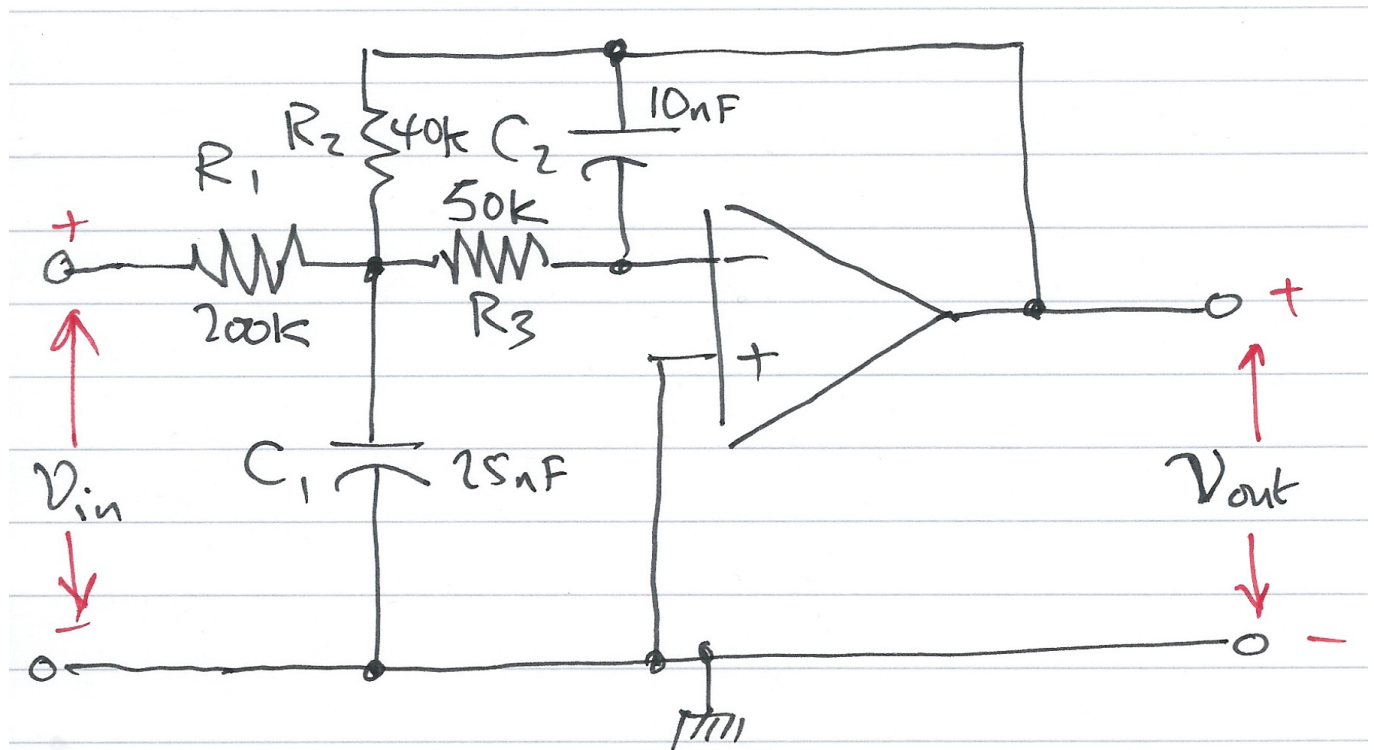 10nF
R2 40k C2
R1
50k
+
−
+
200k
R3
+
C1 25nF
Vin
Vout
−
−